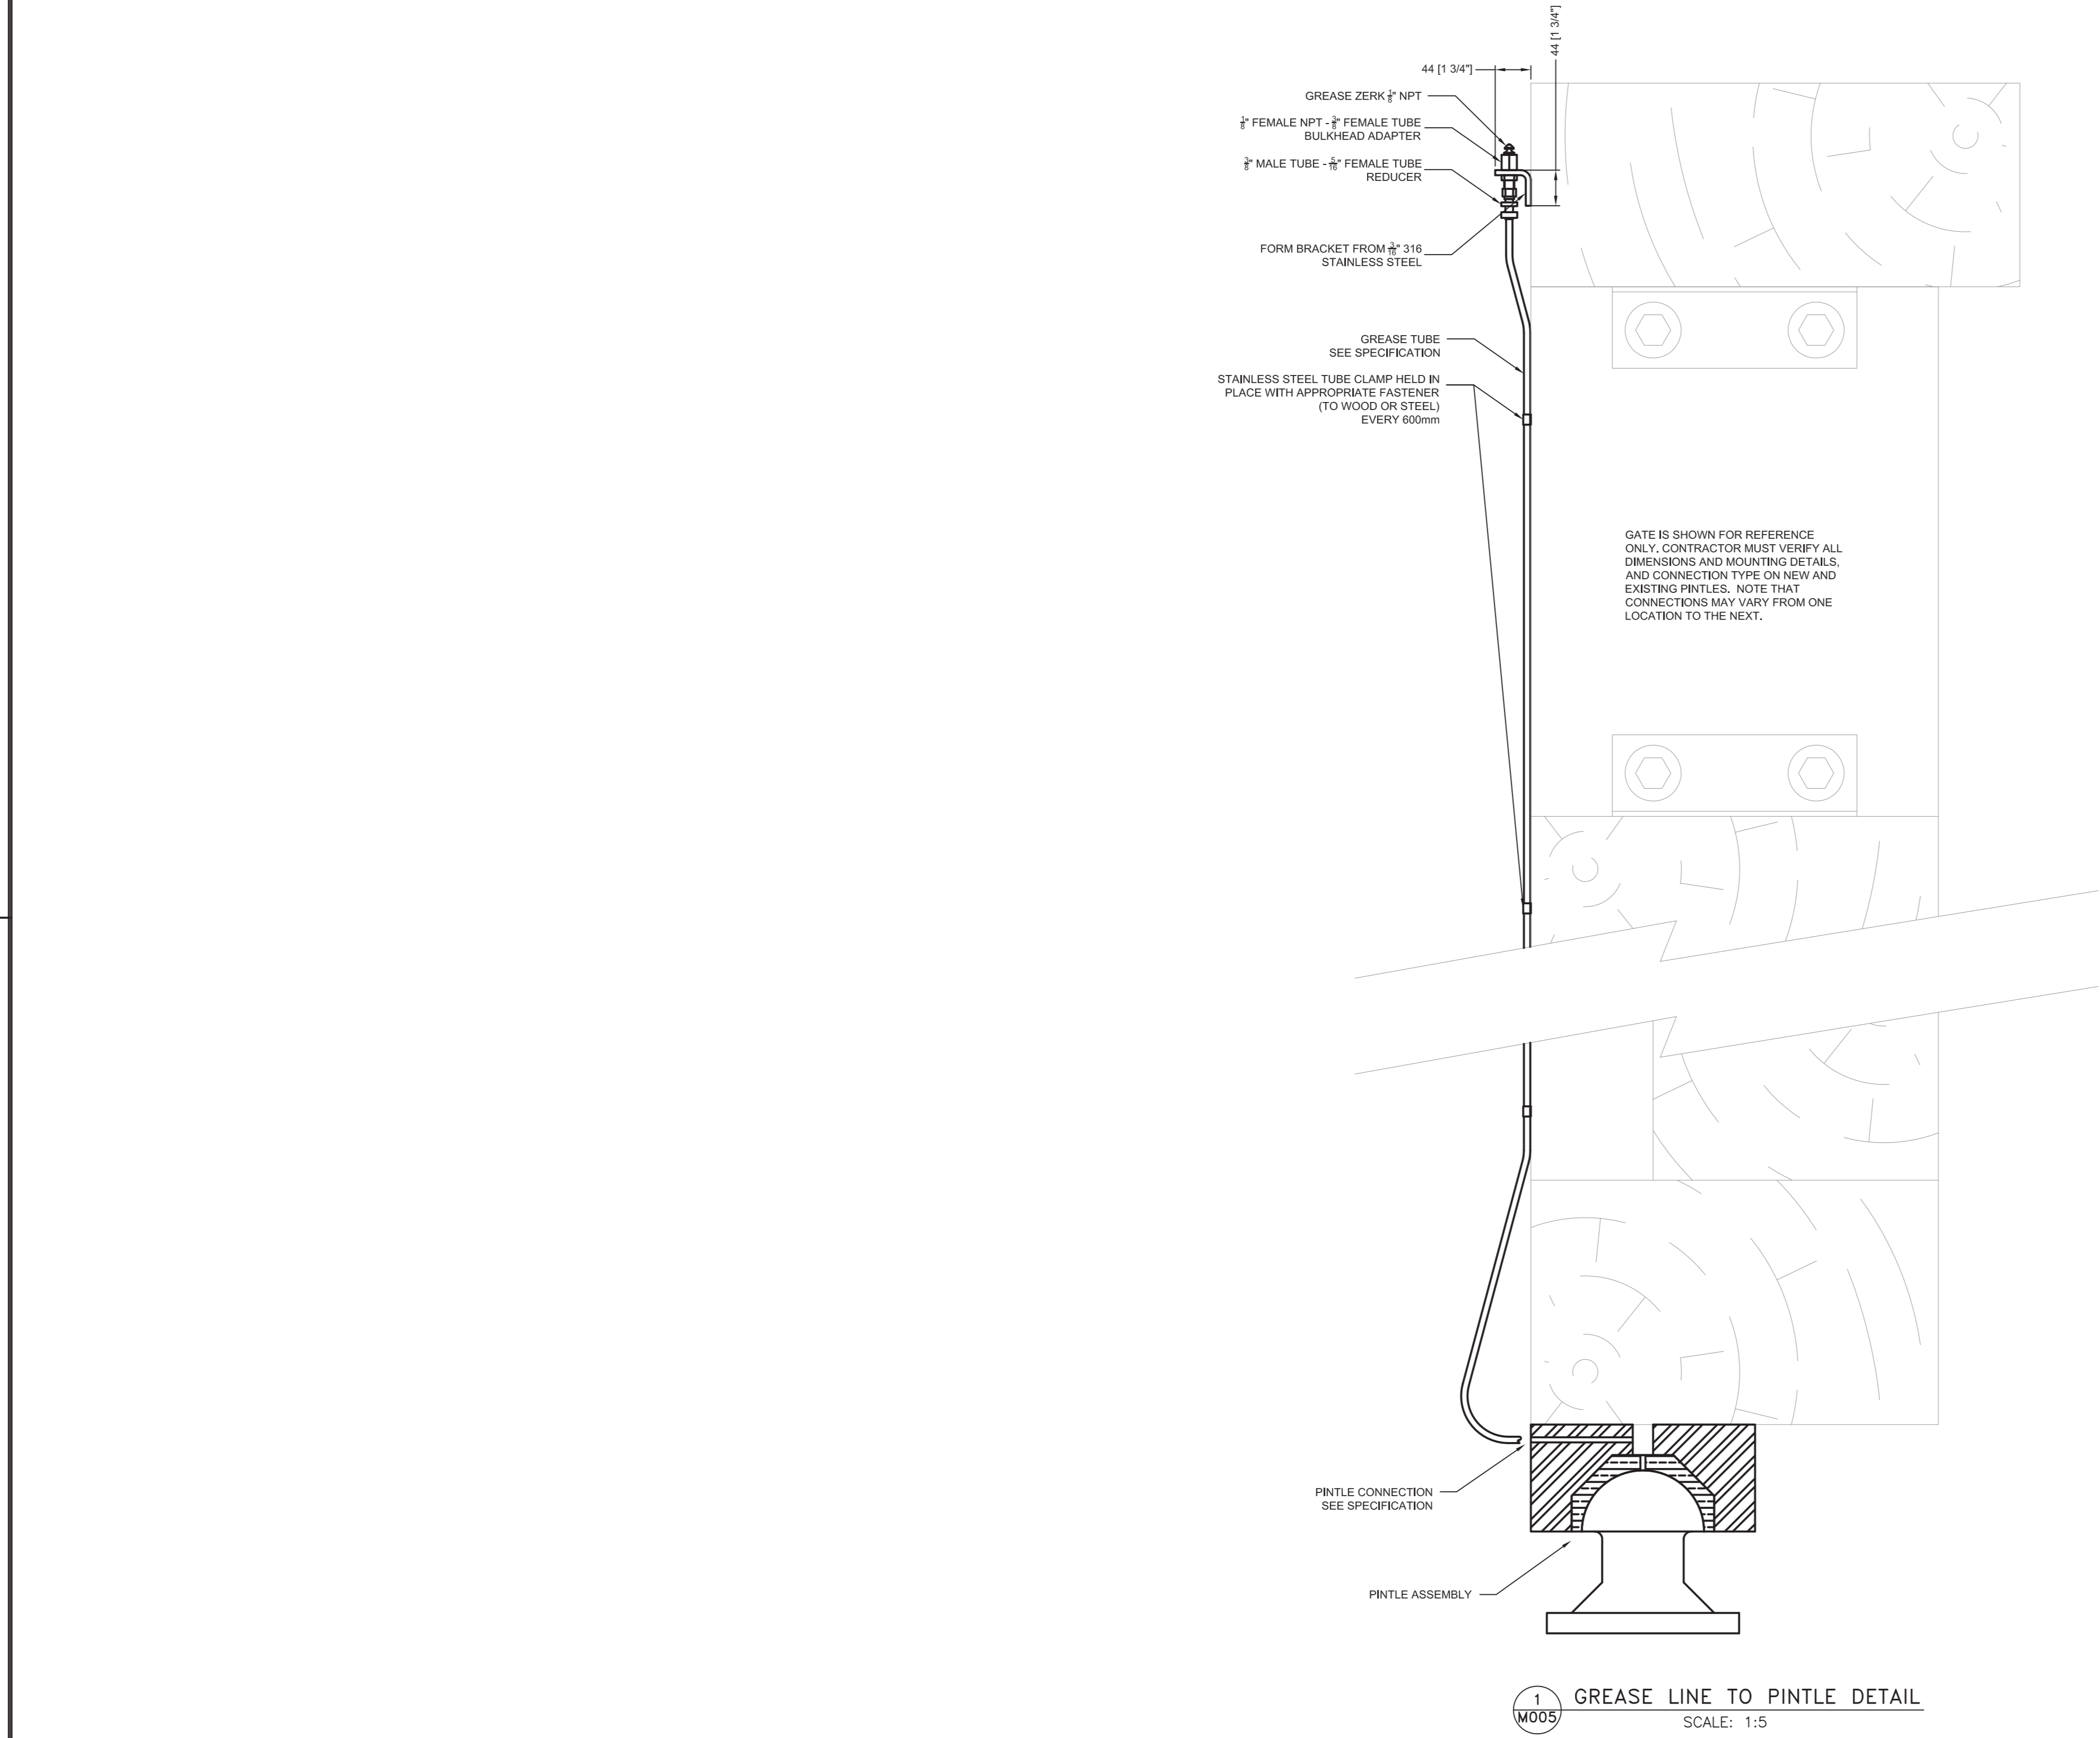 44 [1 3/4"]
44 [1 3/4"]
GREASE ZERK 1/8" NPT
1/8" FEMALE NPT - 3/8" FEMALE TUBE
BULKHEAD ADAPTER
3/8" MALE TUBE - 5/16" FEMALE TUBE
REDUCER
FORM BRACKET FROM 3/16" 316
STAINLESS STEEL
GREASE TUBE
SEE SPECIFICATION
STAINLESS STEEL TUBE CLAMP HELD IN
PLACE WITH APPROPRIATE FASTENER
(TO WOOD OR STEEL)
EVERY 600mm
GATE IS SHOWN FOR REFERENCE
ONLY. CONTRACTOR MUST VERIFY ALL
DIMENSIONS AND MOUNTING DETAILS,
AND CONNECTION TYPE ON NEW AND
EXISTING PINTLES. NOTE THAT
CONNECTIONS MAY VARY FROM ONE
LOCATION TO THE NEXT.
PINTLE CONNECTION
SEE SPECIFICATION
PINTLE ASSEMBLY
1
M005
GREASE LINE TO PINTLE DETAIL
SCALE: 1:5